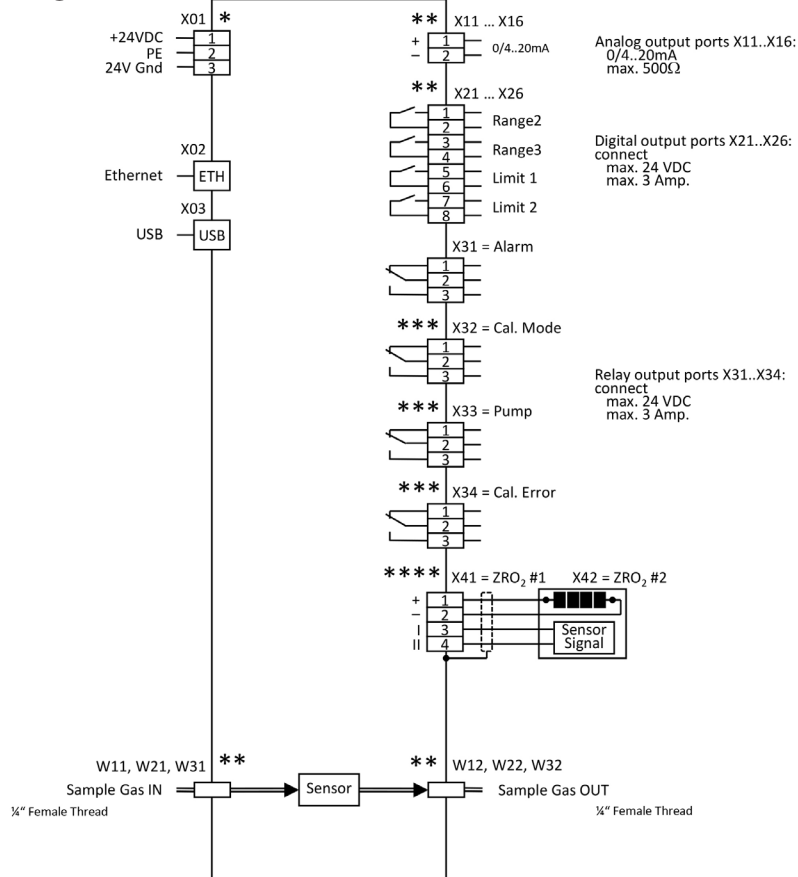 X01 *
+24VDC 1
PE 2
24V Gnd 3
X02
Ethernet ETH
X03
USB USB
** X11 ... X16
+ 1
– 2
0/4..20mA
Analog output ports X11..X16:
0/4..20mA
max. 500Ω
** X21 ... X26
1
2
Range2
3
4
Range3
5
6
Limit 1
7
8
Limit 2
Digital output ports X21..X26:
connect
max. 24 VDC
max. 3 Amp.
X31 = Alarm
1
2
3
*** X32 = Cal. Mode
1
2
3
*** X33 = Pump
1
2
3
*** X34 = Cal. Error
1
2
3
Relay output ports X31..X34:
connect
max. 24 VDC
max. 3 Amp.
**** X41 = ZRO₂ #1 X42 = ZRO₂ #2
+ 1
– 2
I 3
II 4
Sensor
Signal
W11, W21, W31 **
Sample Gas IN
¼“ Female Thread
Sensor
** W12, W22, W32
Sample Gas OUT
¼“ Female Thread